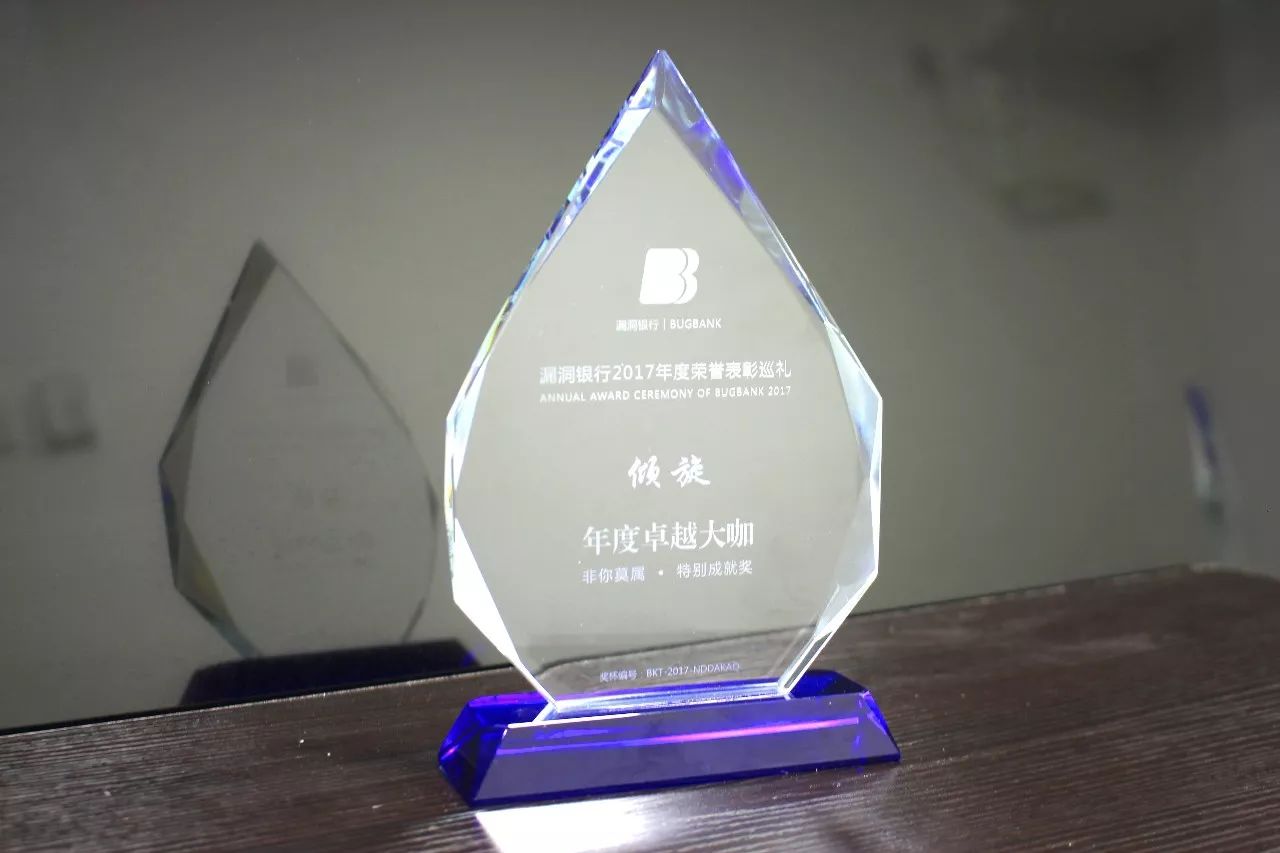 B
漏洞银行 | BUGBANK
漏洞银行2017年度荣誉表彰巡礼
ANNUAL AWARD CEREMONY OF BUGBANK 2017
倾旋
年度卓越大咖
非你莫属 • 特别成就奖
奖杯编号：BKT-2017-NDDAKAO